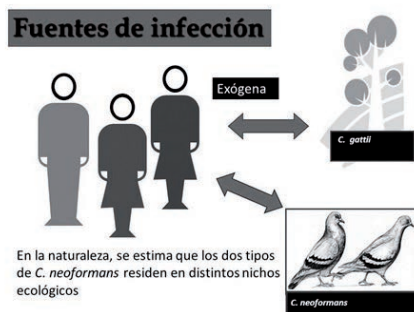 Fuentes de infección
Exógena
C. gattii
En la naturaleza, se estima que los dos tipos
de C. neoformans residen en distintos nichos
ecológicos
C. neoformans